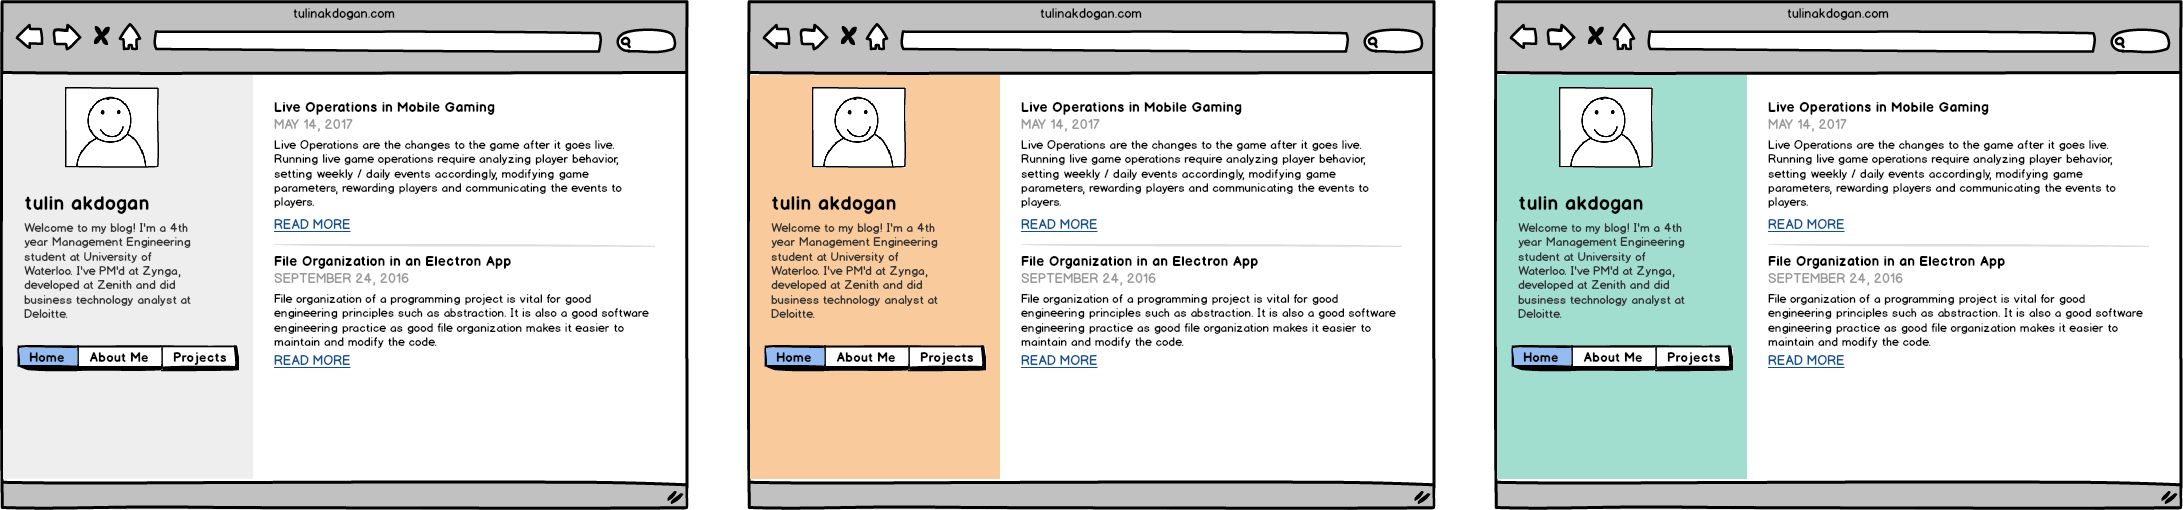 tulinakdogan.com
tulin akdogan
Welcome to my blog! I'm a 4th
year Management Engineering
student at University of
Waterloo. I've PM'd at Zynga,
developed at Zenith and did
business technology analyst at
Deloitte.
Home About Me Projects
Live Operations in Mobile Gaming
MAY 14, 2017
Live Operations are the changes to the game after it goes live.
Running live game operations require analyzing player behavior,
setting weekly / daily events accordingly, modifying game
parameters, rewarding players and communicating the events to
players.
READ MORE
File Organization in an Electron App
SEPTEMBER 24, 2016
File organization of a programming project is vital for good
engineering principles such as abstraction. It is also a good software
engineering practice as good file organization makes it easier to
maintain and modify the code.
READ MORE
tulinakdogan.com
tulin akdogan
Welcome to my blog! I'm a 4th
year Management Engineering
student at University of
Waterloo. I've PM'd at Zynga,
developed at Zenith and did
business technology analyst at
Deloitte.
Home About Me Projects
Live Operations in Mobile Gaming
MAY 14, 2017
Live Operations are the changes to the game after it goes live.
Running live game operations require analyzing player behavior,
setting weekly / daily events accordingly, modifying game
parameters, rewarding players and communicating the events to
players.
READ MORE
File Organization in an Electron App
SEPTEMBER 24, 2016
File organization of a programming project is vital for good
engineering principles such as abstraction. It is also a good software
engineering practice as good file organization makes it easier to
maintain and modify the code.
READ MORE
tulinakdogan.com
tulin akdogan
Welcome to my blog! I'm a 4th
year Management Engineering
student at University of
Waterloo. I've PM'd at Zynga,
developed at Zenith and did
business technology analyst at
Deloitte.
Home About Me Projects
Live Operations in Mobile Gaming
MAY 14, 2017
Live Operations are the changes to the game after it goes live.
Running live game operations require analyzing player behavior,
setting weekly / daily events accordingly, modifying game
parameters, rewarding players and communicating the events to
players.
READ MORE
File Organization in an Electron App
SEPTEMBER 24, 2016
File organization of a programming project is vital for good
engineering principles such as abstraction. It is also a good software
engineering practice as good file organization makes it easier to
maintain and modify the code.
READ MORE